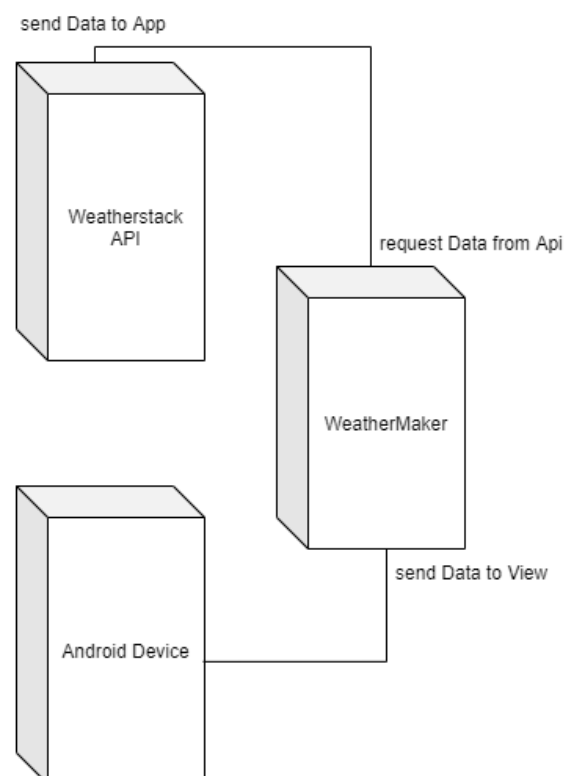 send Data to App
Weatherstack
API
request Data from Api
WeatherMaker
send Data to View
Android Device